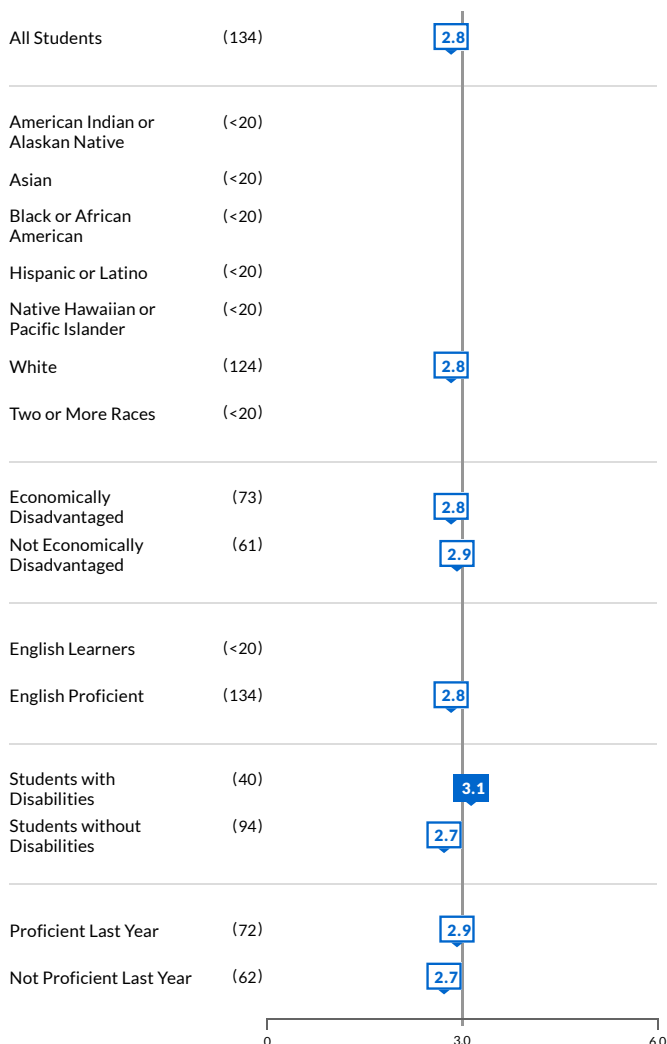 All Students (134) 2.8
American Indian or (<20)
Alaskan Native
Asian (<20)
Black or African (<20)
American
Hispanic or Latino (<20)
Native Hawaiian or (<20)
Pacific Islander
White (124) 2.8
Two or More Races (<20)
Economically (73) 2.8
Disadvantaged
Not Economically (61) 2.9
Disadvantaged
English Learners (<20)
English Proficient (134) 2.8
Students with (40) 3.1
Disabilities
Students without (94) 2.7
Disabilities
Proficient Last Year (72) 2.9
Not Proficient Last Year (62) 2.7
0 3.0 6.0